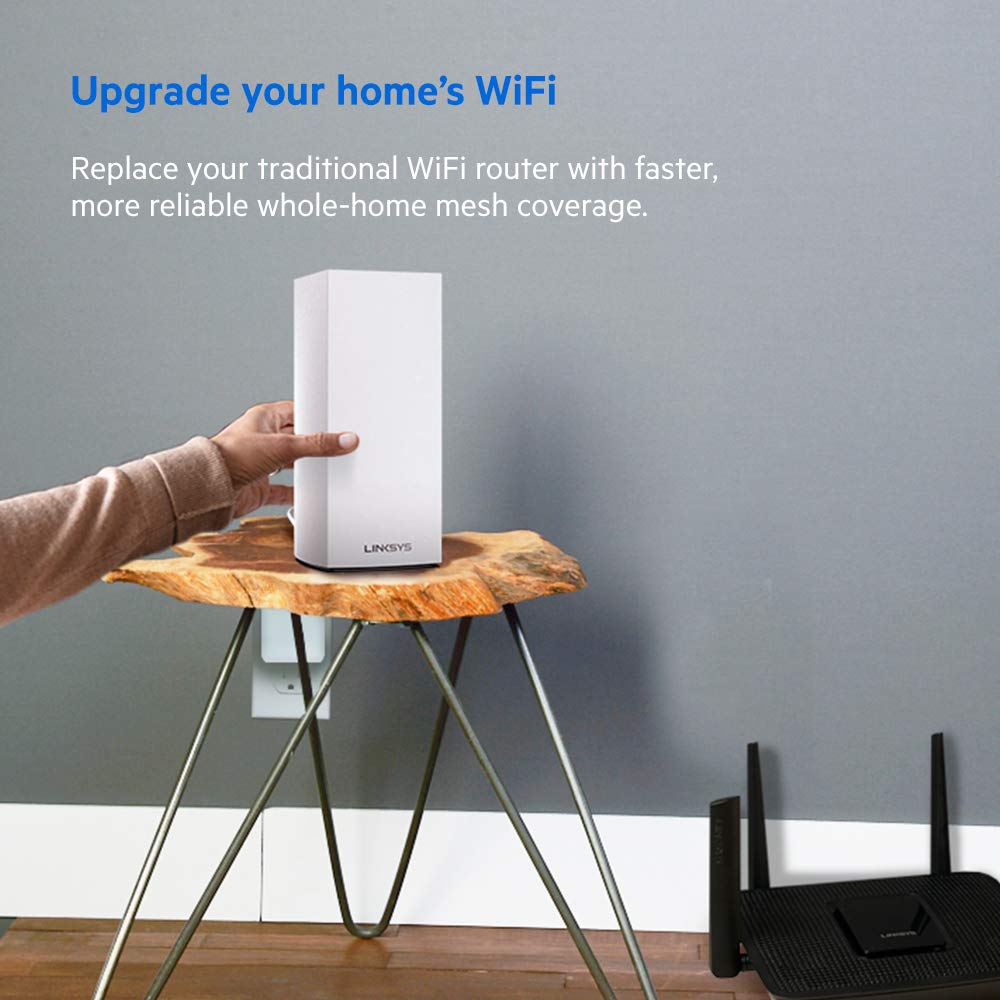 Upgrade your home’s WiFi
Replace your traditional WiFi router with faster,
more reliable whole-home mesh coverage.
LINKSYS
LINKSYS
LINKSYS